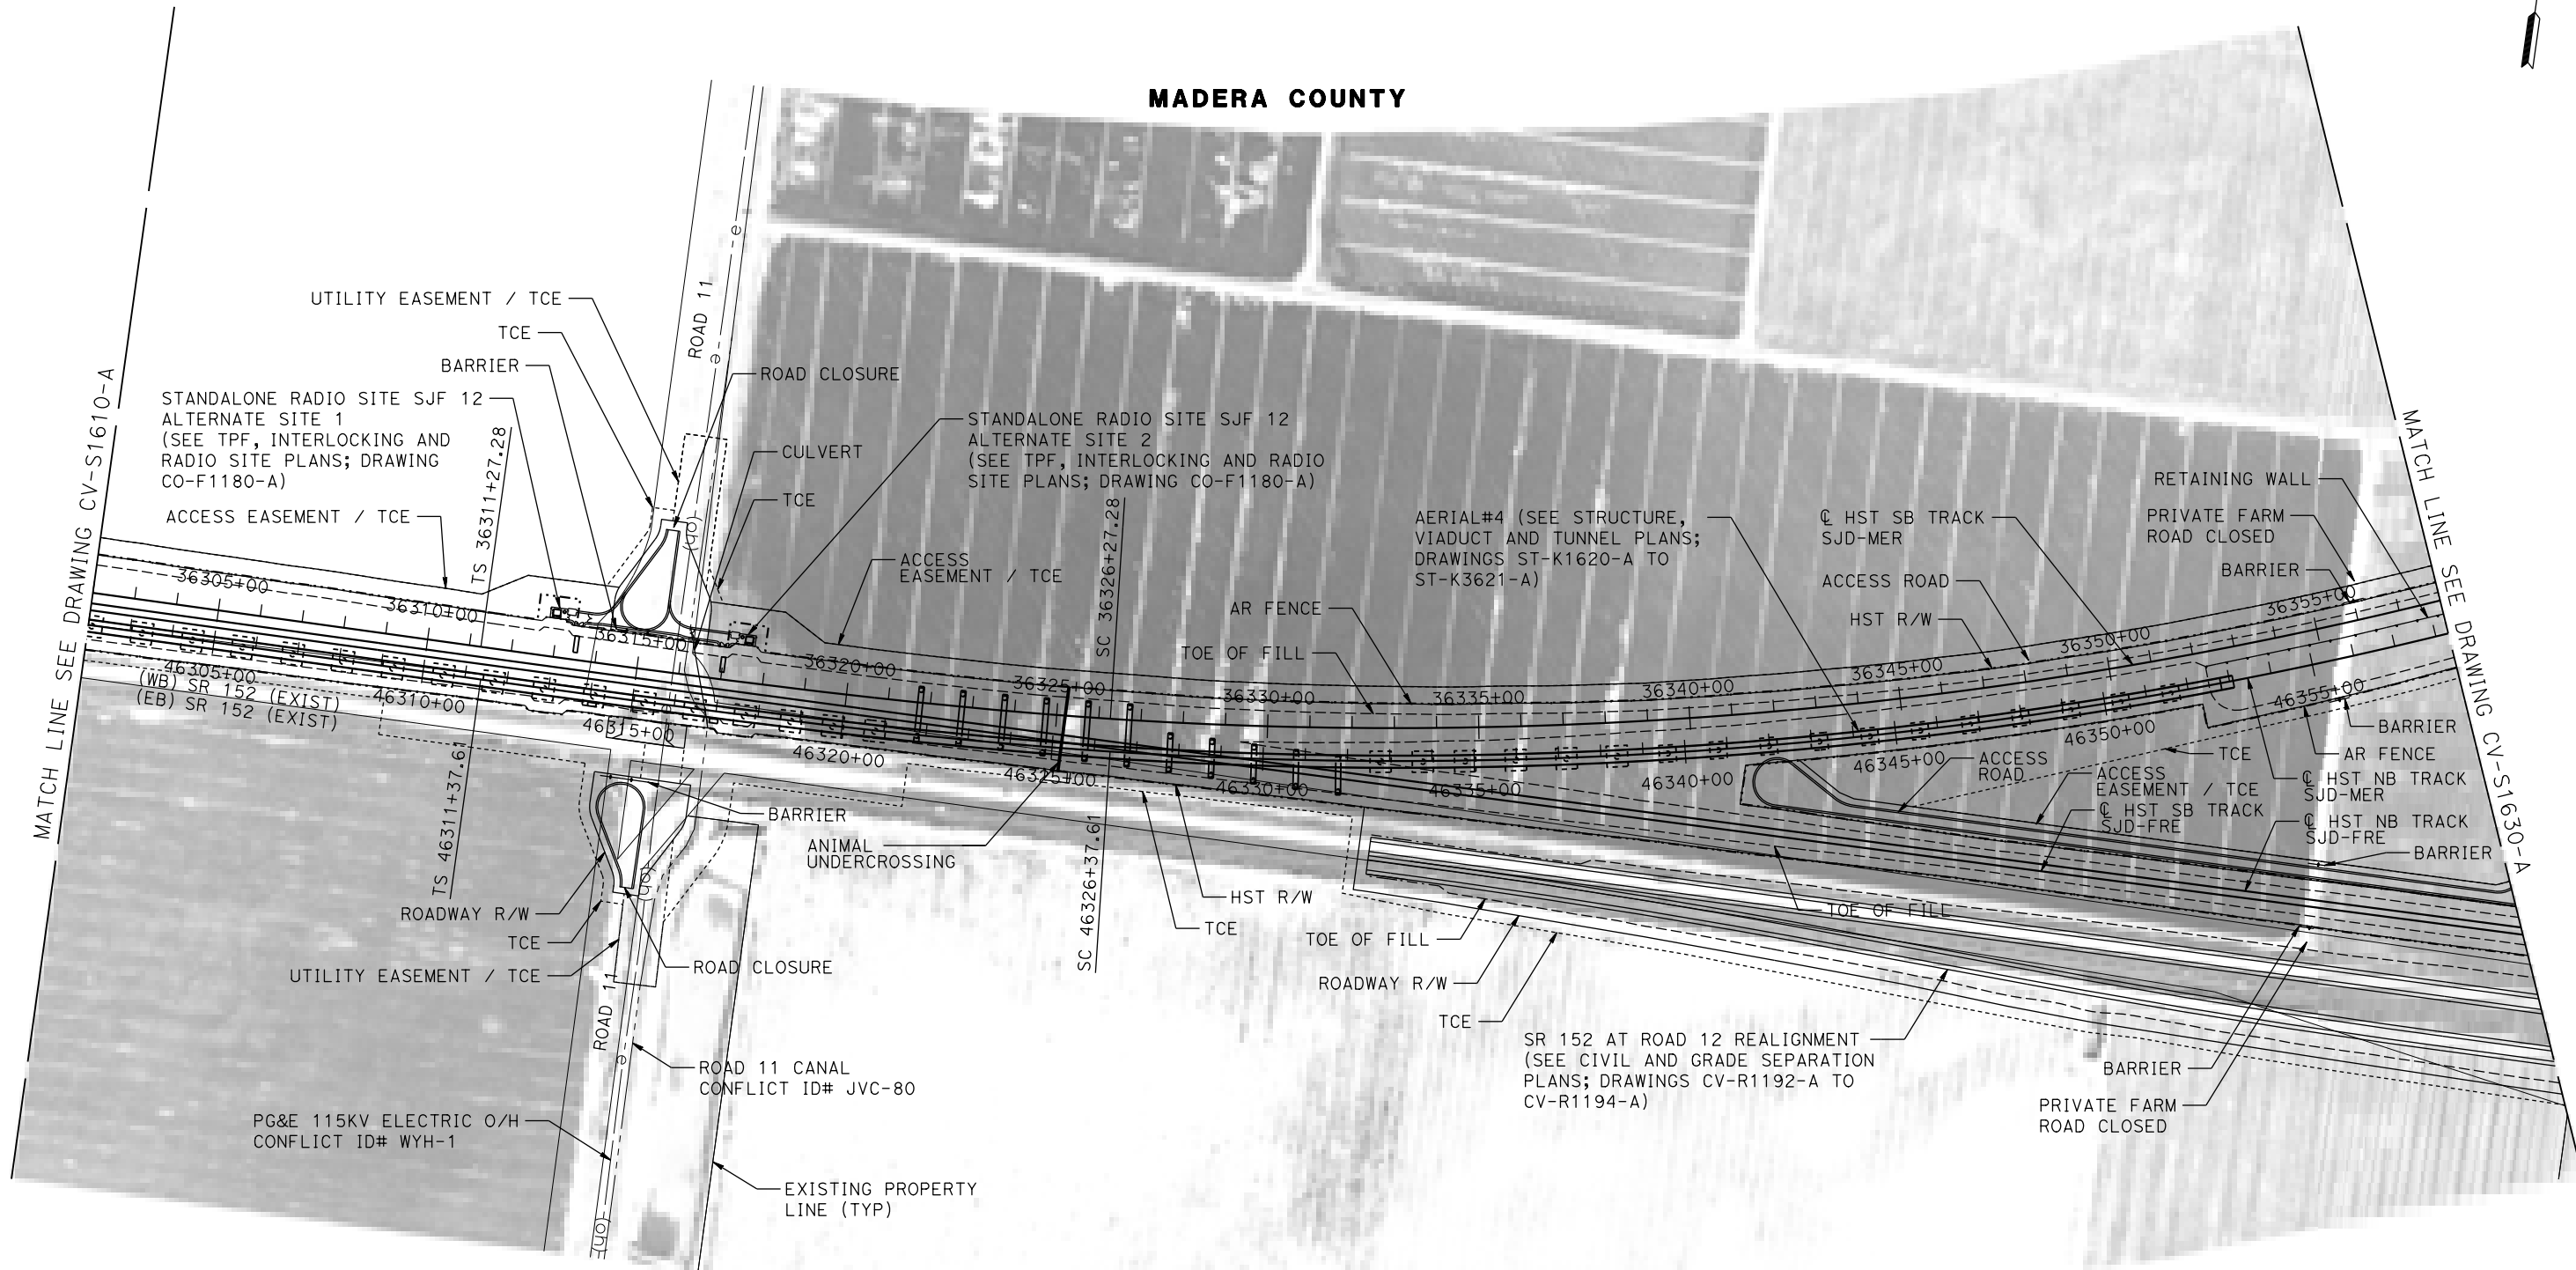 MADERA COUNTY
MATCH LINE SEE DRAWING CV-S1610-A
UTILITY EASEMENT / TCE
TCE
BARRIER
STANDALONE RADIO SITE SJF 12
ALTERNATE SITE 1
(SEE TPF, INTERLOCKING AND
RADIO SITE PLANS; DRAWING
CO-F1180-A)
ACCESS EASEMENT / TCE
TS 36311+27.28
ROAD 11
e
e
(oh)
ROAD CLOSURE
CULVERT
TCE
STANDALONE RADIO SITE SJF 12
ALTERNATE SITE 2
(SEE TPF, INTERLOCKING AND RADIO
SITE PLANS; DRAWING CO-F1180-A)
ACCESS
EASEMENT / TCE
SC 36326+27.28
AR FENCE
TOE OF FILL
AERIAL#4 (SEE STRUCTURE,
VIADUCT AND TUNNEL PLANS;
DRAWINGS ST-K1620-A TO
ST-K3621-A)
℄ HST SB TRACK
SJD-MER
ACCESS ROAD
HST R/W
RETAINING WALL
PRIVATE FARM
ROAD CLOSED
BARRIER
MATCH LINE SEE DRAWING CV-S1630-A
36305+00
36310+00
36315+00
36320+00
36325+00
36330+00
36335+00
36340+00
36345+00
36350+00
36355+00
46305+00
(WB) SR 152 (EXIST)
(EB) SR 152 (EXIST)
46310+00
46315+00
46320+00
46325+00
46330+00
46335+00
46340+00
46345+00
46350+00
46355+00
BARRIER
AR FENCE
TCE
℄ HST NB TRACK
SJD-MER
ACCESS
ROAD
ACCESS
EASEMENT / TCE
℄ HST SB TRACK
SJD-FRE
℄ HST NB TRACK
SJD-FRE
BARRIER
TS 46311+37.61
BARRIER
ANIMAL
UNDERCROSSING
SC 46326+37.61
HST R/W
TCE
TOE OF FILL
ROADWAY R/W
TCE
UTILITY EASEMENT / TCE
(oh)
ROAD CLOSURE
ROAD 11
e
TOE OF FILL
ROADWAY R/W
TCE
SR 152 AT ROAD 12 REALIGNMENT
(SEE CIVIL AND GRADE SEPARATION
PLANS; DRAWINGS CV-R1192-A TO
CV-R1194-A)
BARRIER
PRIVATE FARM
ROAD CLOSED
ROAD 11 CANAL
CONFLICT ID# JVC-80
PG&E 115KV ELECTRIC O/H
CONFLICT ID# WYH-1
EXISTING PROPERTY
LINE (TYP)
(oh)